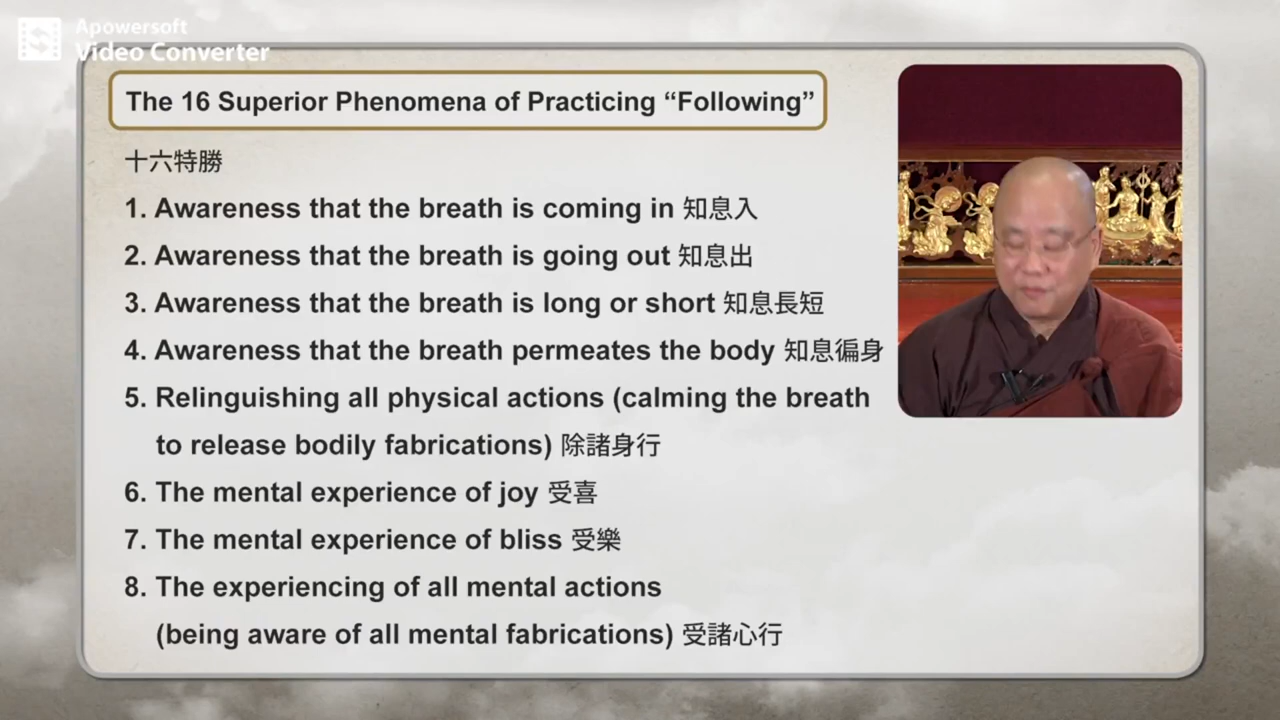 Apowersoft
Video Converter
The 16 Superior Phenomena of Practicing “Following”
十六特勝
1. Awareness that the breath is coming in 知息入
2. Awareness that the breath is going out 知息出
3. Awareness that the breath is long or short 知息長短
4. Awareness that the breath permeates the body 知息徧身
5. Relinguishing all physical actions (calming the breath
to release bodily fabrications) 除諸身行
6. The mental experience of joy 受喜
7. The mental experience of bliss 受樂
8. The experiencing of all mental actions
(being aware of all mental fabrications) 受諸心行